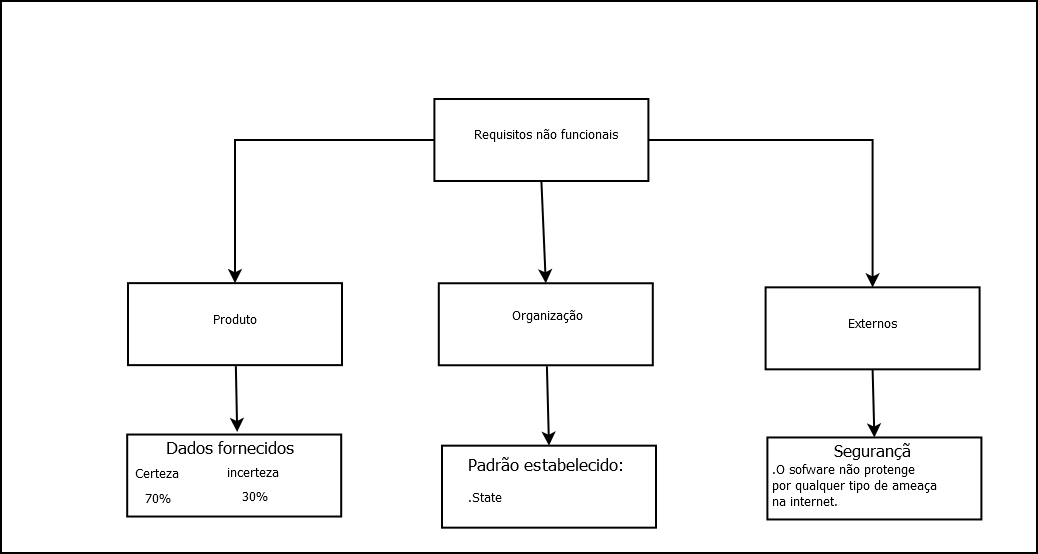 Requisitos não funcionais
Produto
Organização
Externos
Dados fornecidos
Certeza incerteza
70% 30%
Padrão estabelecido:
.State
Segurançã
.O sofware não protenge
por qualquer tipo de ameaça
na internet.